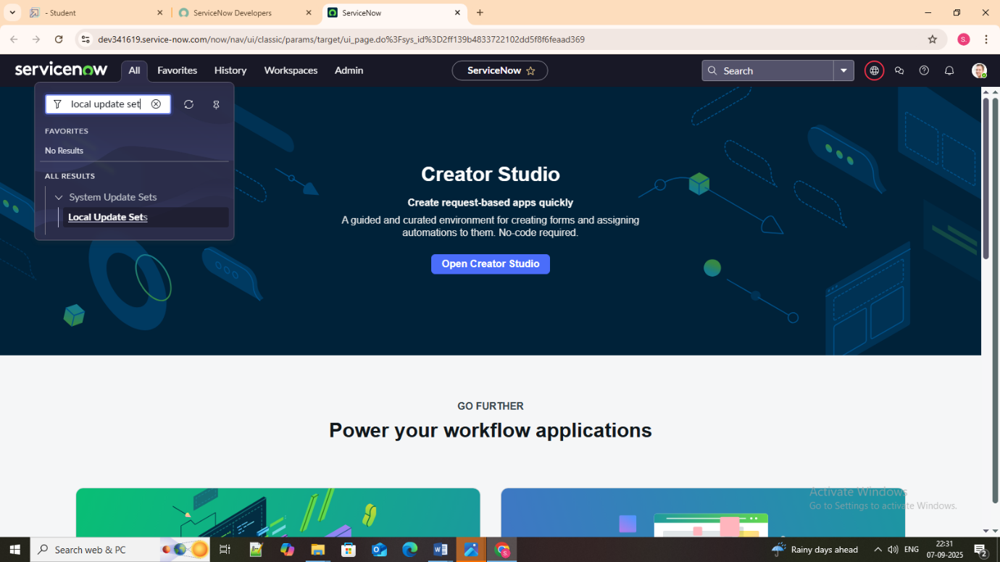 - Student
ServiceNow Developers
ServiceNow
dev341619.service-now.com/now/nav/ui/classic/params/target/ui_page.do%3Fsys_id%3D2ff139b4833722102dd5f8f6feaad369
S
servicenow
All
Favorites
History
Workspaces
Admin
ServiceNow
Search
local update set
FAVORITES
No Results
ALL RESULTS
System Update Sets
Local Update Sets
Creator Studio
Create request-based apps quickly
A guided and curated environment for creating forms and assigning
automations to them. No-code required.
Open Creator Studio
GO FURTHER
Power your workflow applications
Activate Windows
Go to Settings to activate Windows.
Search web & PC
Rainy days ahead
ENG
22:31
07-09-2025
2